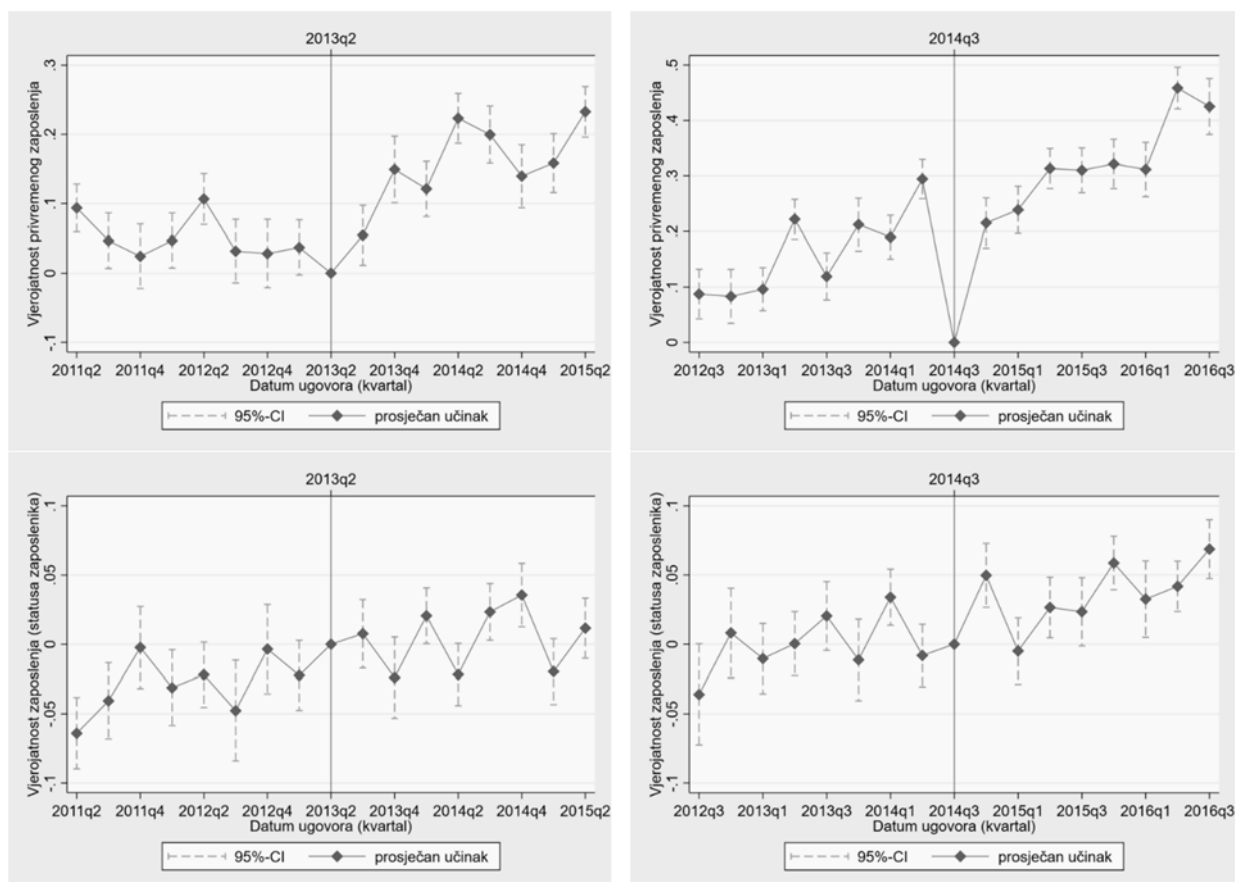 2013q2
Vjerojatnost privremenog zaposlenja
.3
.2
.1
0
-.1
2011q2 2011q4 2012q2 2012q4 2013q2 2013q4 2014q2 2014q4 2015q2
Datum ugovora (kvartal)
95%-CI prosječan učinak
2014q3
Vjerojatnost privremenog zaposlenja
.5
.4
.3
.2
.1
0
2012q3 2013q1 2013q3 2014q1 2014q3 2015q1 2015q3 2016q1 2016q3
Datum ugovora (kvartal)
95%-CI prosječan učinak
2013q2
Vjerojatnost zaposlenja (statusa zaposlenika)
.1
.05
0
-.05
-.1
2011q2 2011q4 2012q2 2012q4 2013q2 2013q4 2014q2 2014q4 2015q2
Datum ugovora (kvartal)
95%-CI prosječan učinak
2014q3
Vjerojatnost zaposlenja (statusa zaposlenika)
.1
.05
0
-.05
-.1
2012q3 2013q1 2013q3 2014q1 2014q3 2015q1 2015q3 2016q1 2016q3
Datum ugovora (kvartal)
95%-CI prosječan učinak